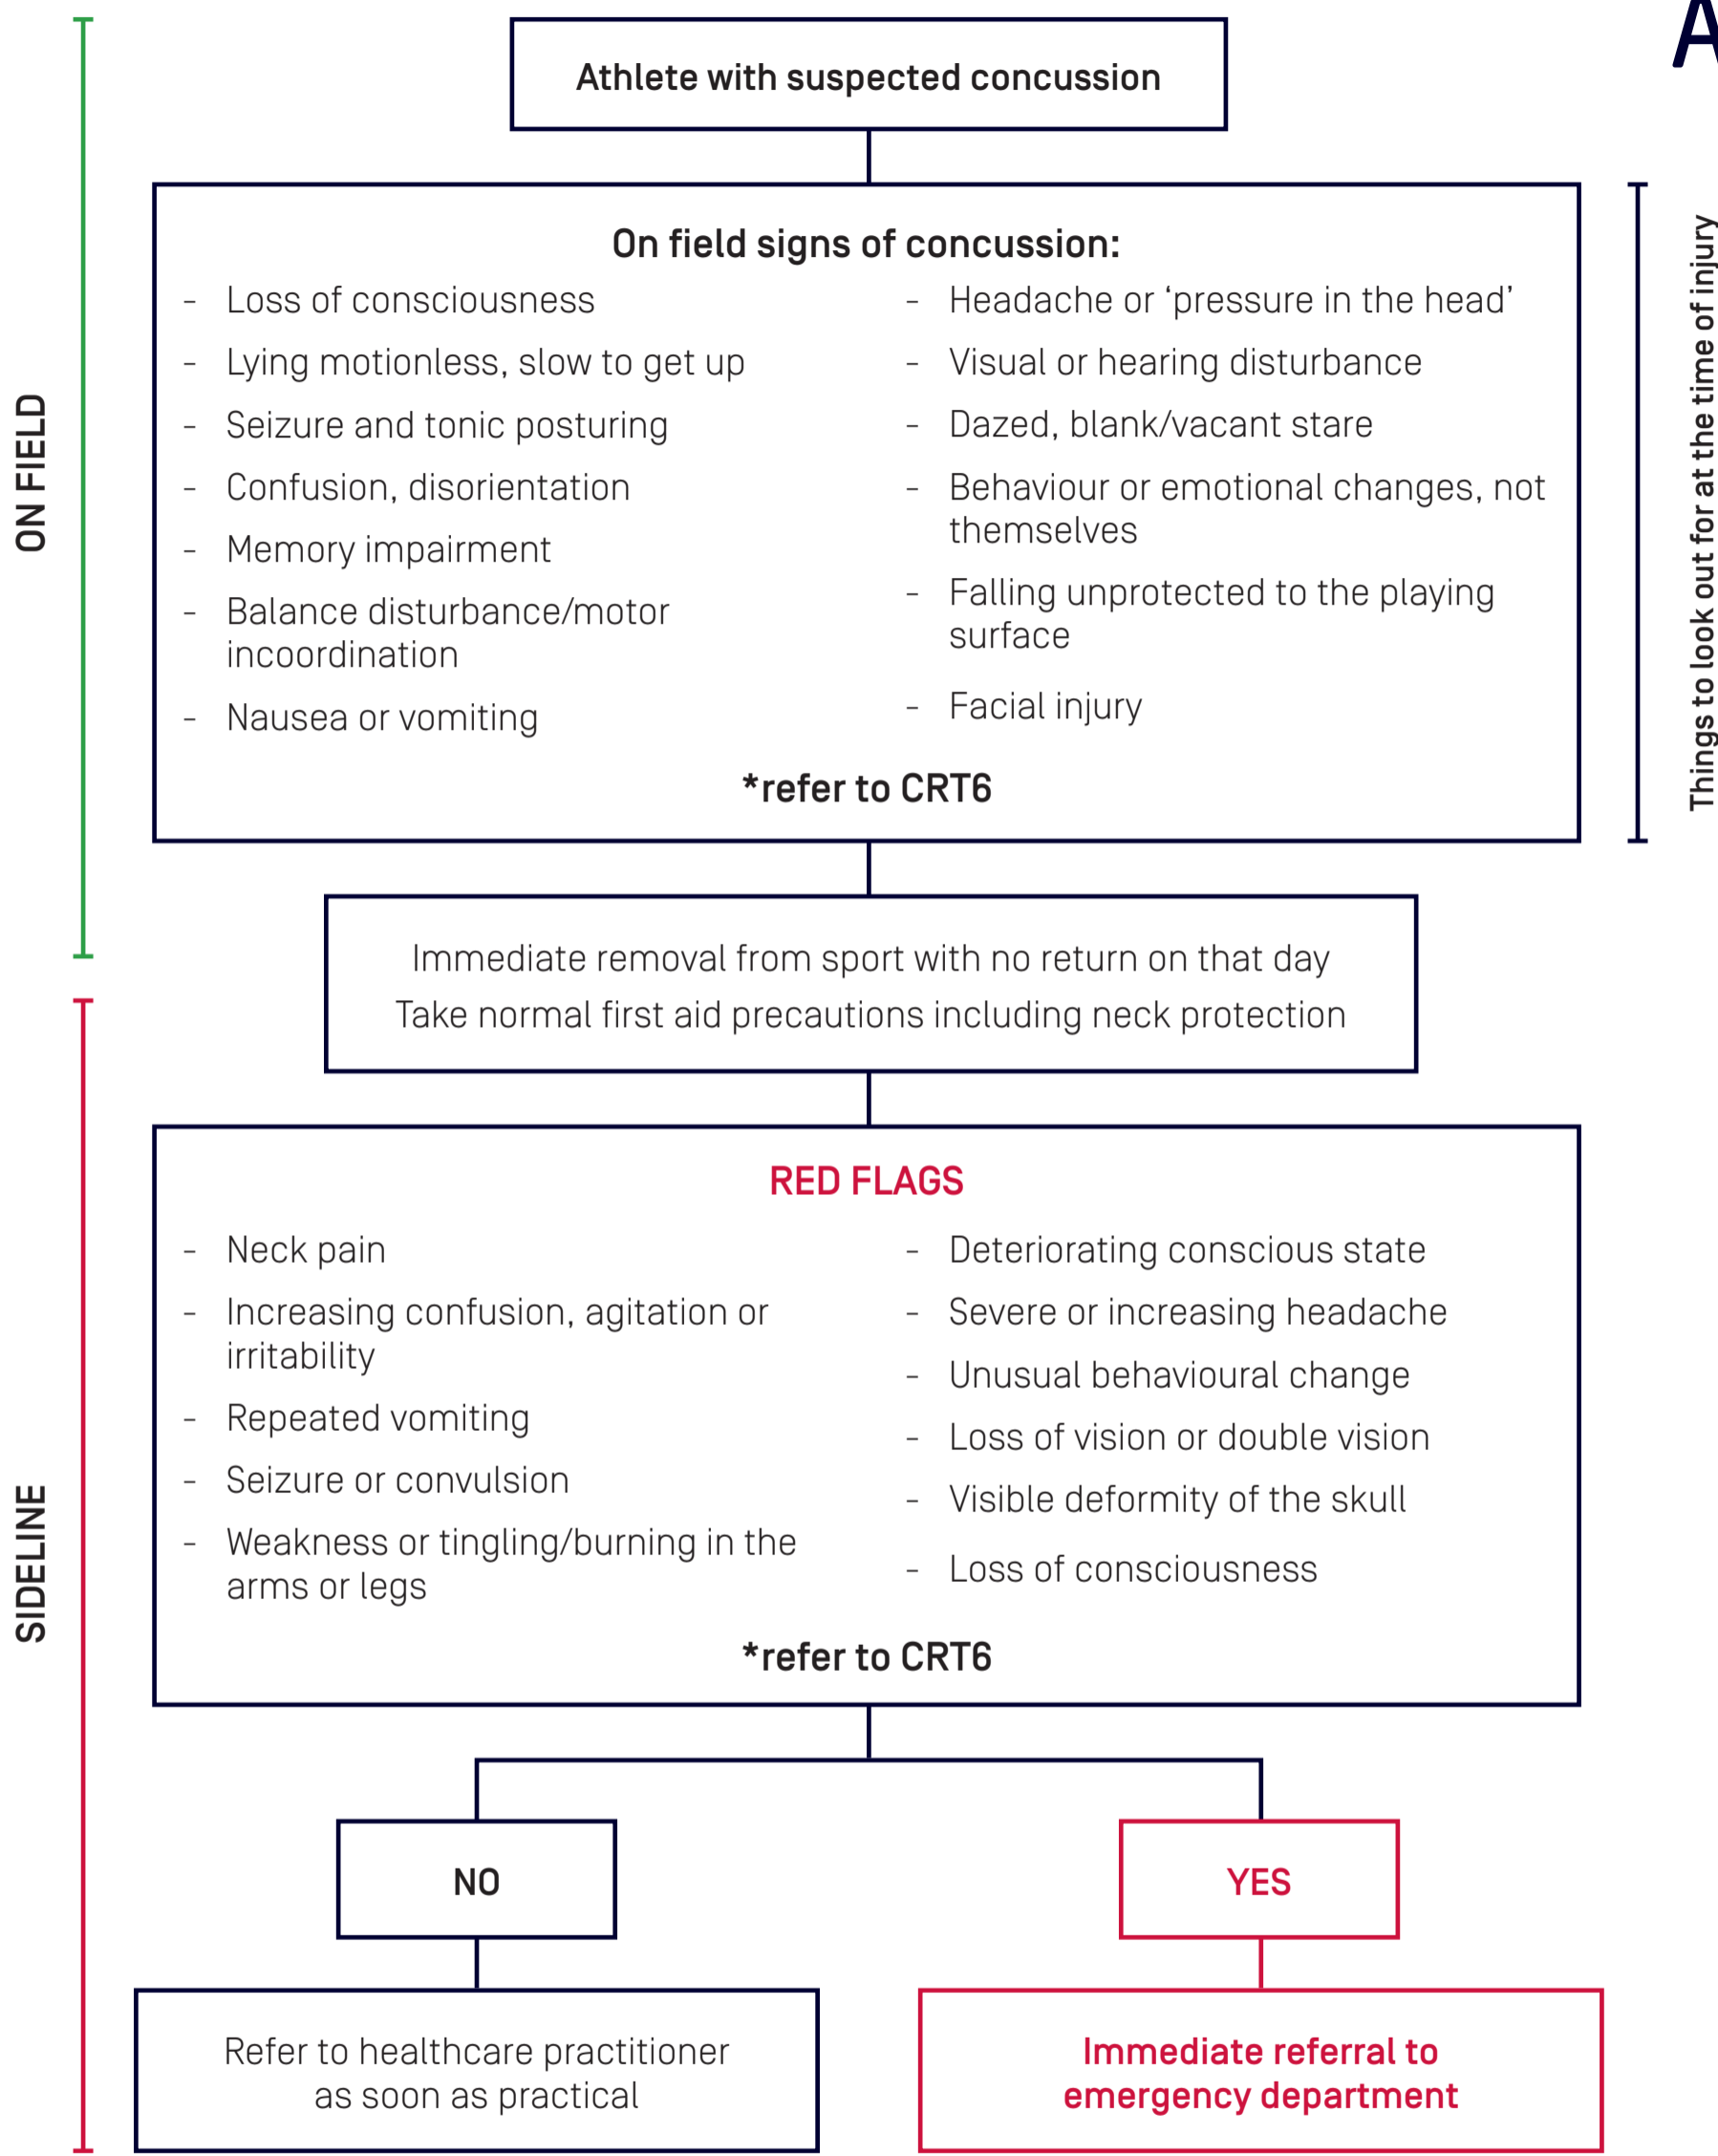 A
Athlete with suspected concussion
ON FIELD
On field signs of concussion:
- Loss of consciousness
- Lying motionless, slow to get up
- Seizure and tonic posturing
- Confusion, disorientation
- Memory impairment
- Balance disturbance/motor
incoordination
- Nausea or vomiting
- Headache or ‘pressure in the head’
- Visual or hearing disturbance
- Dazed, blank/vacant stare
- Behaviour or emotional changes, not
themselves
- Falling unprotected to the playing
surface
- Facial injury
*refer to CRT6
Things to look out for at the time of injury
Immediate removal from sport with no return on that day
Take normal first aid precautions including neck protection
SIDELINE
RED FLAGS
- Neck pain
- Increasing confusion, agitation or
irritability
- Repeated vomiting
- Seizure or convulsion
- Weakness or tingling/burning in the
arms or legs
- Deteriorating conscious state
- Severe or increasing headache
- Unusual behavioural change
- Loss of vision or double vision
- Visible deformity of the skull
- Loss of consciousness
*refer to CRT6
NO
YES
Refer to healthcare practitioner
as soon as practical
Immediate referral to
emergency department